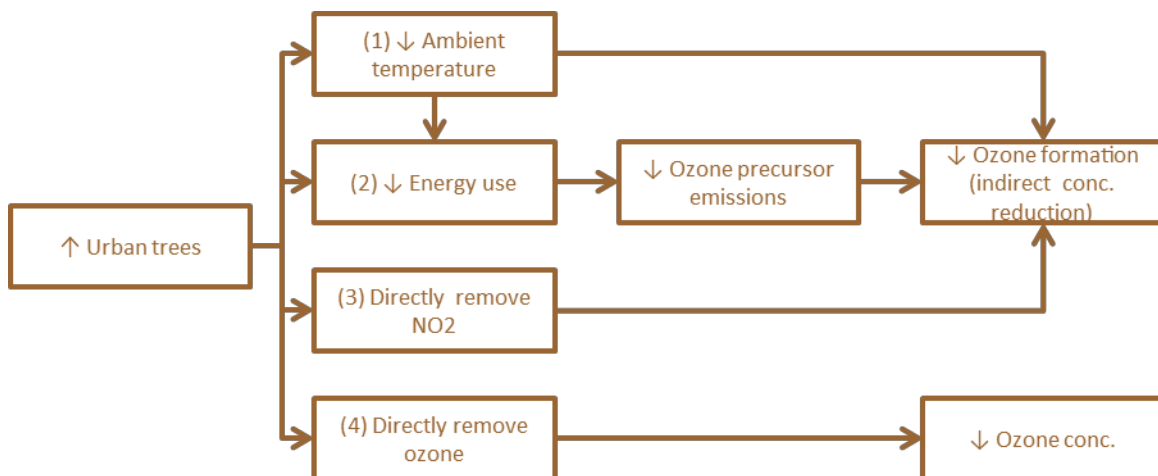 (1) ↓ Ambient
temperature
(2) ↓ Energy use
↓ Ozone precursor
emissions
↓ Ozone formation
(indirect conc.
reduction)
↑ Urban trees
(3) Directly remove
NO2
(4) Directly remove
ozone
↓ Ozone conc.